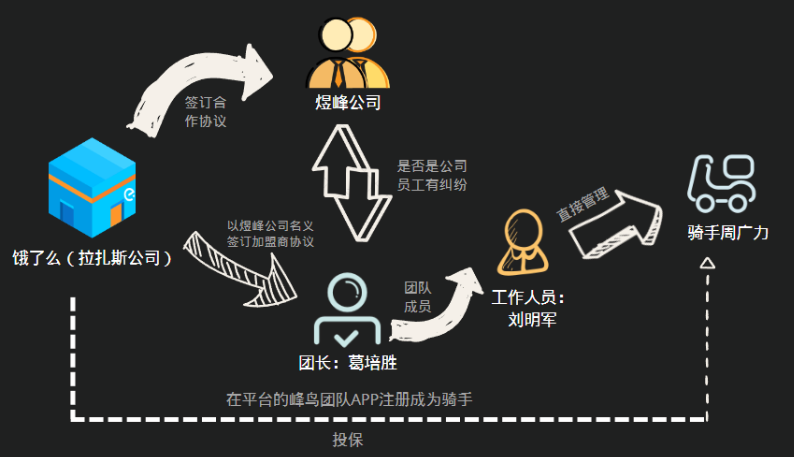 煜峰公司
签订合
作协议
是否是公司
员工有纠纷
直接管理
骑手周广力
以煜峰公司名义
签订加盟商协议
饿了么（拉扎斯公司）
团队
成员
工作人员：
刘明军
团长：葛培胜
在平台的蜂鸟团队APP注册成为骑手
投保